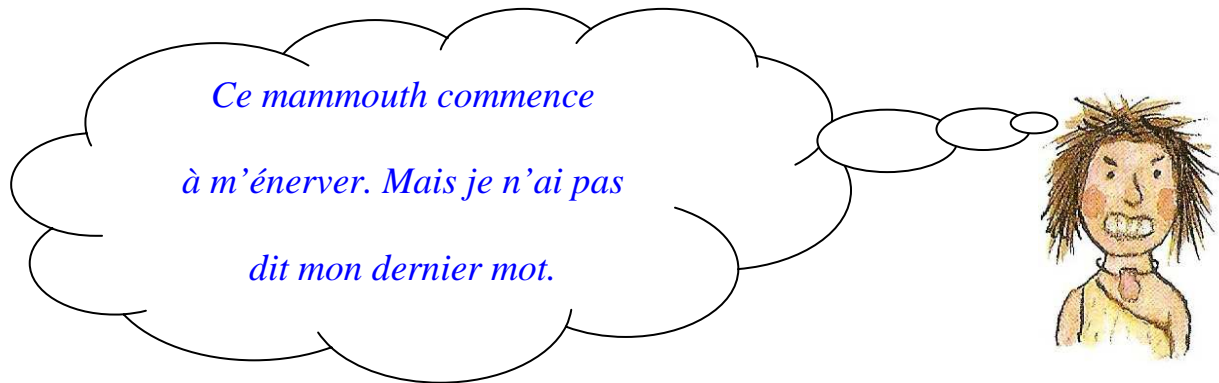 Ce mammouth commence
à m’énerver. Mais je n’ai pas
dit mon dernier mot.